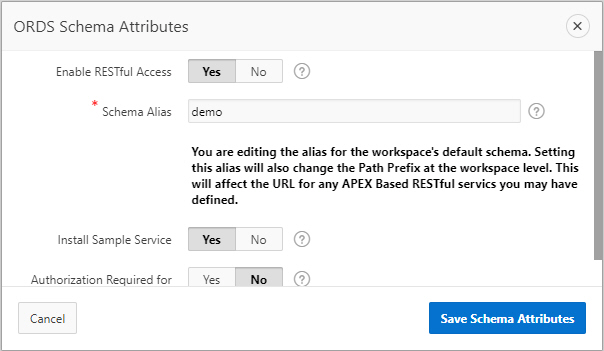 ORDS Schema Attributes
Enable RESTful Access Yes No ?
* Schema Alias demo ?
You are editing the alias for the workspace's default schema. Setting
this alias will also change the Path Prefix at the workspace level. This
will affect the URL for any APEX Based RESTful servics you may have
defined.
Install Sample Service Yes No ?
Authorization Required for Yes No ?
Cancel Save Schema Attributes